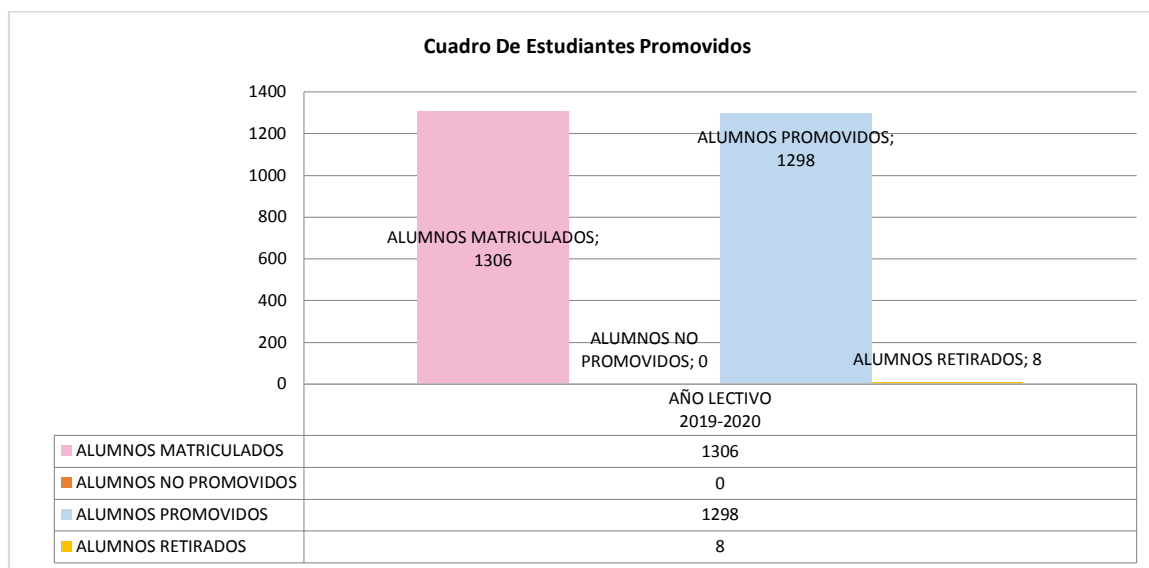 Cuadro De Estudiantes Promovidos
1400
1200
1000
800
600
400
200
0
ALUMNOS MATRICULADOS;
1306
ALUMNOS NO
PROMOVIDOS; 0
ALUMNOS PROMOVIDOS;
1298
ALUMNOS RETIRADOS; 8
AÑO LECTIVO
2019-2020
ALUMNOS MATRICULADOS 1306
ALUMNOS NO PROMOVIDOS 0
ALUMNOS PROMOVIDOS 1298
ALUMNOS RETIRADOS 8